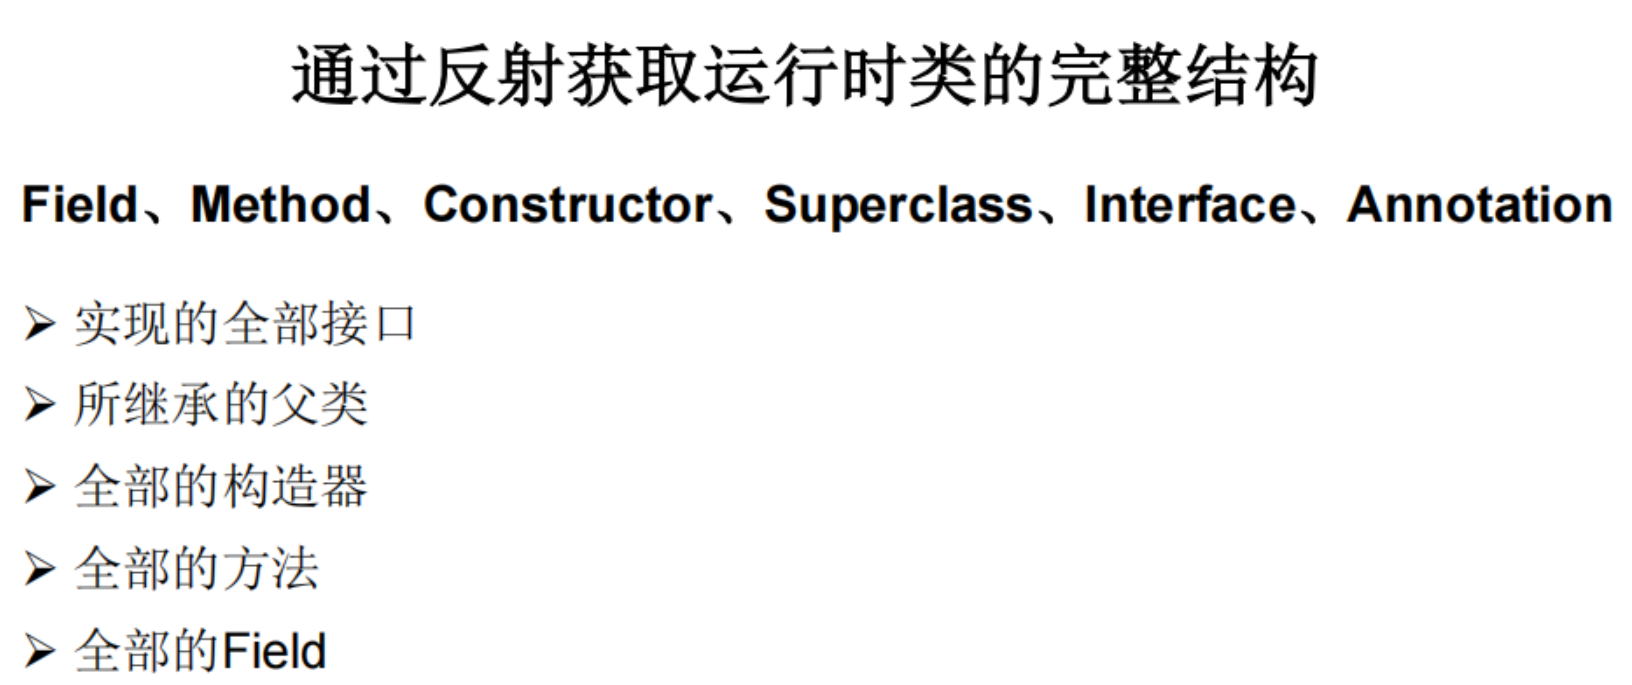 通过反射获取运行时类的完整结构
Field、Method、Constructor、Superclass、Interface、Annotation
➢ 实现的全部接口
➢ 所继承的父类
➢ 全部的构造器
➢ 全部的方法
➢ 全部的Field